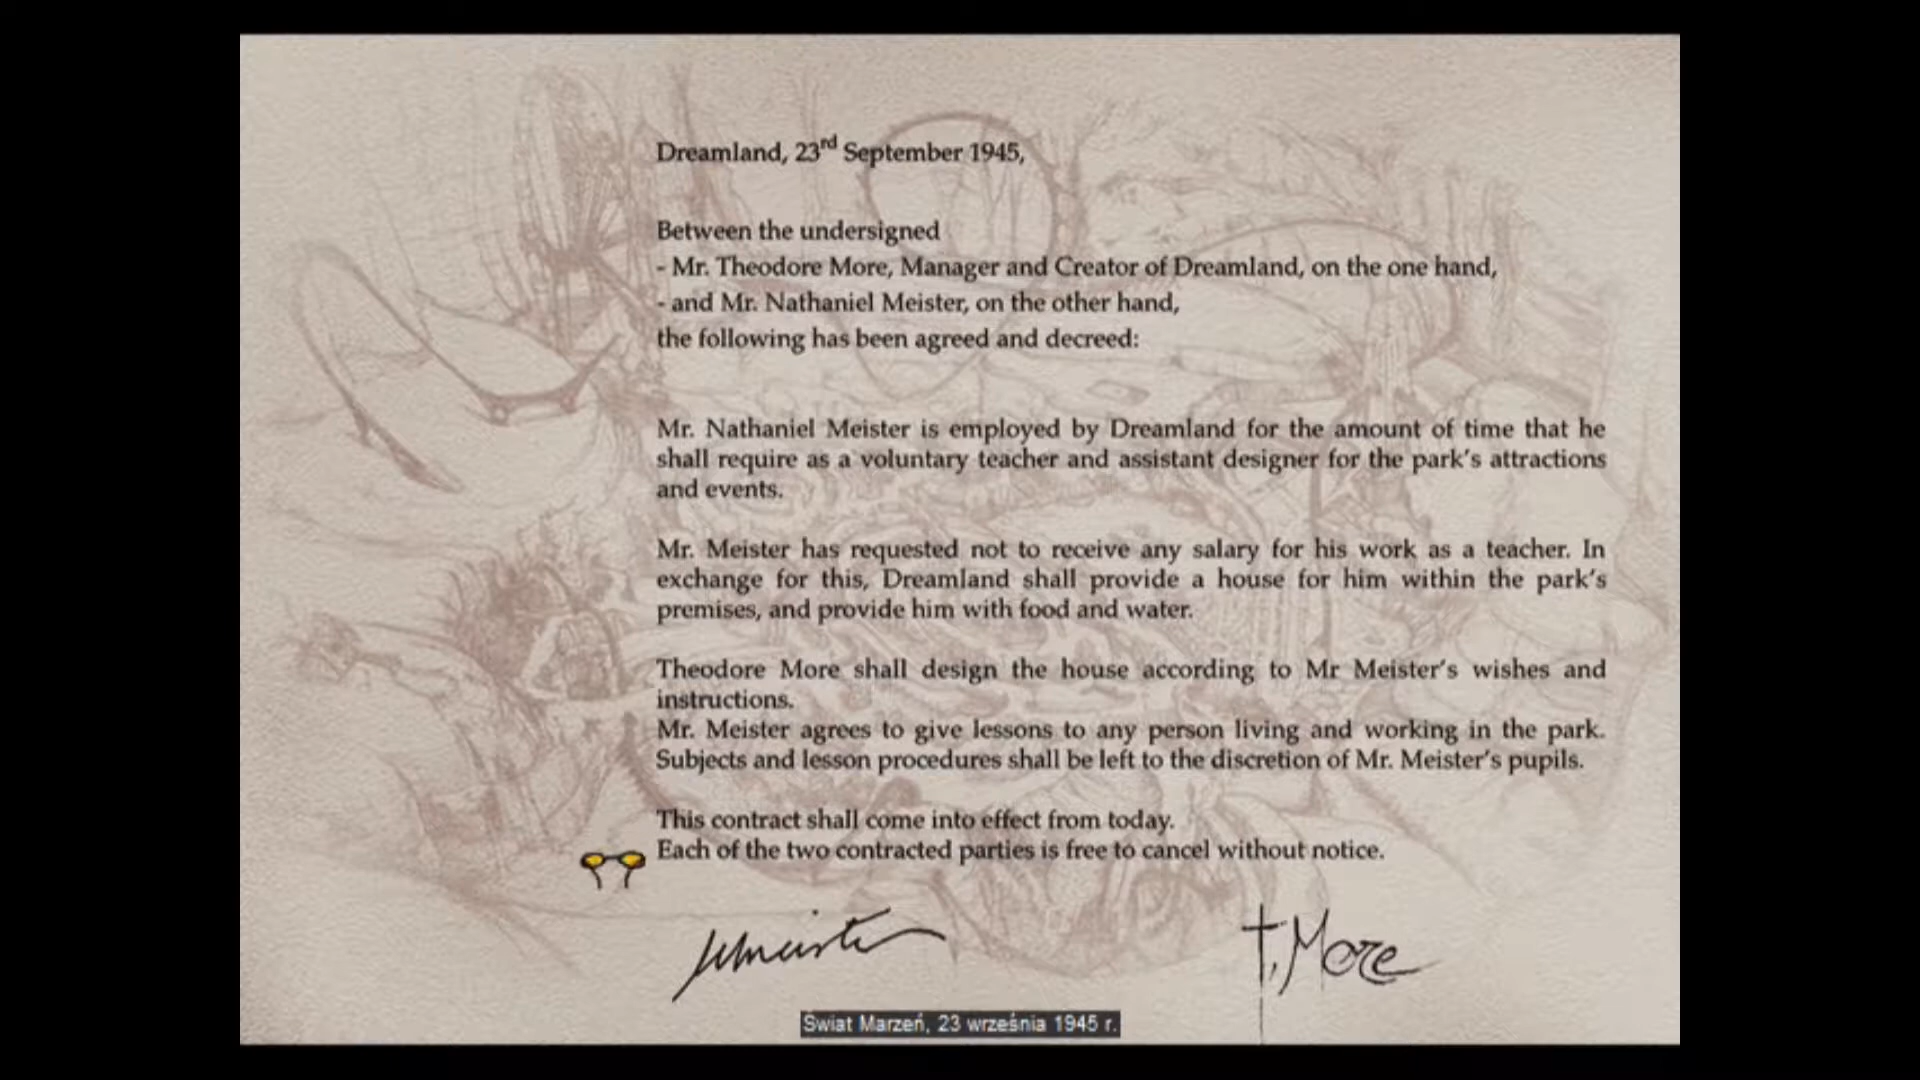 Dreamland, 23rd September 1945,
Between the undersigned
- Mr. Theodore More, Manager and Creator of Dreamland, on the one hand,
- and Mr. Nathaniel Meister, on the other hand,
the following has been agreed and decreed:
Mr. Nathaniel Meister is employed by Dreamland for the amount of time that he
shall require as a voluntary teacher and assistant designer for the park's attractions
and events.
Mr. Meister has requested not to receive any salary for his work as a teacher. In
exchange for this, Dreamland shall provide a house for him within the park's
premises, and provide him with food and water.
Theodore More shall design the house according to Mr Meister's wishes and
instructions.
Mr. Meister agrees to give lessons to any person living and working in the park.
Subjects and lesson procedures shall be left to the discretion of Mr. Meister's pupils.
This contract shall come into effect from today.
Each of the two contracted parties is free to cancel without notice.
T. More
Świat Marzeń, 23 września 1945 r.